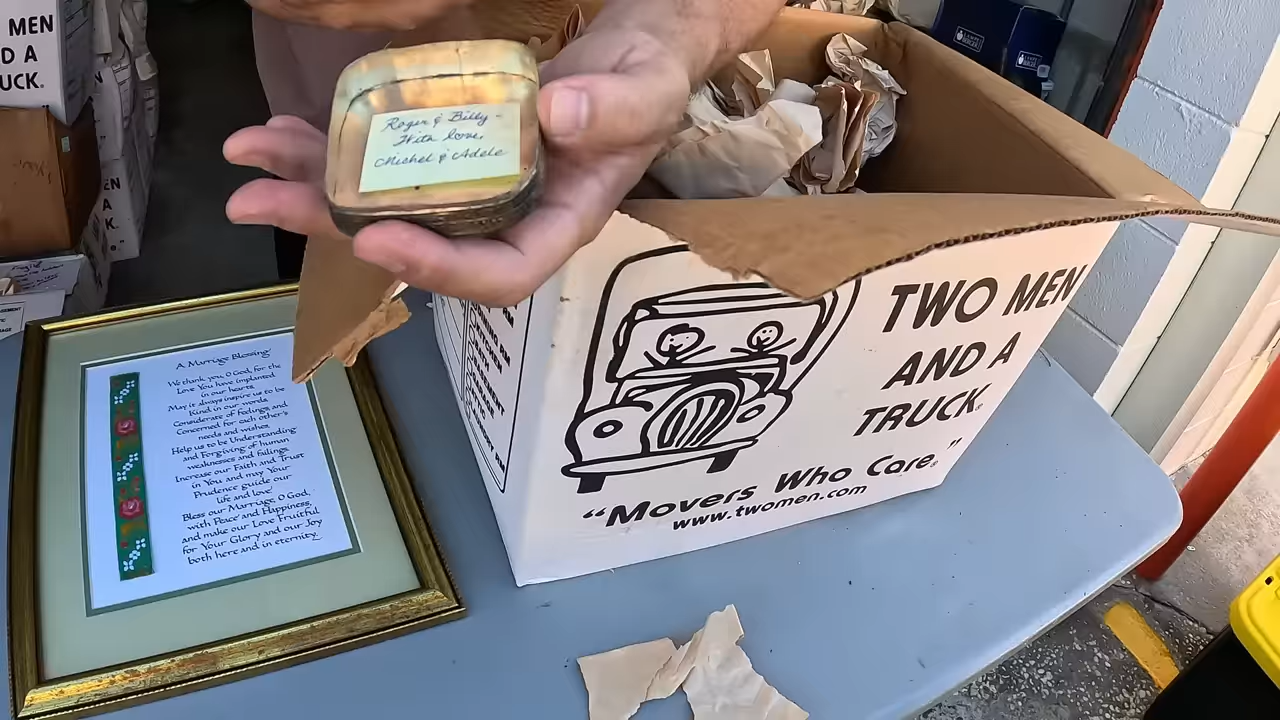 MEN
D A
UCK.
Roger & Billy -
With love,
Michel & Adele
LAMPE
BERGER
LAMPE
BERGER
EN
A
K.
A Marriage Blessing
We thank you, O God, for the
Love You have implanted
in our hearts.
May it always inspire us to be
Kind in our words,
Considerate of Feelings, and
Concerned for each other's
needs and wishes.
Help us to be Understanding
and Forgiving of human
weaknesses and failings.
Increase our Faith and Trust
in You and may Your
Prudence guide our
life and love.
Bless our Marriage, O God,
with Peace and Happiness,
and make our Love Fruitful
for Your Glory and our Joy
both here and in eternity.
TWO MEN
AND A
TRUCK®
"Movers Who Care®"
www.twomen.com